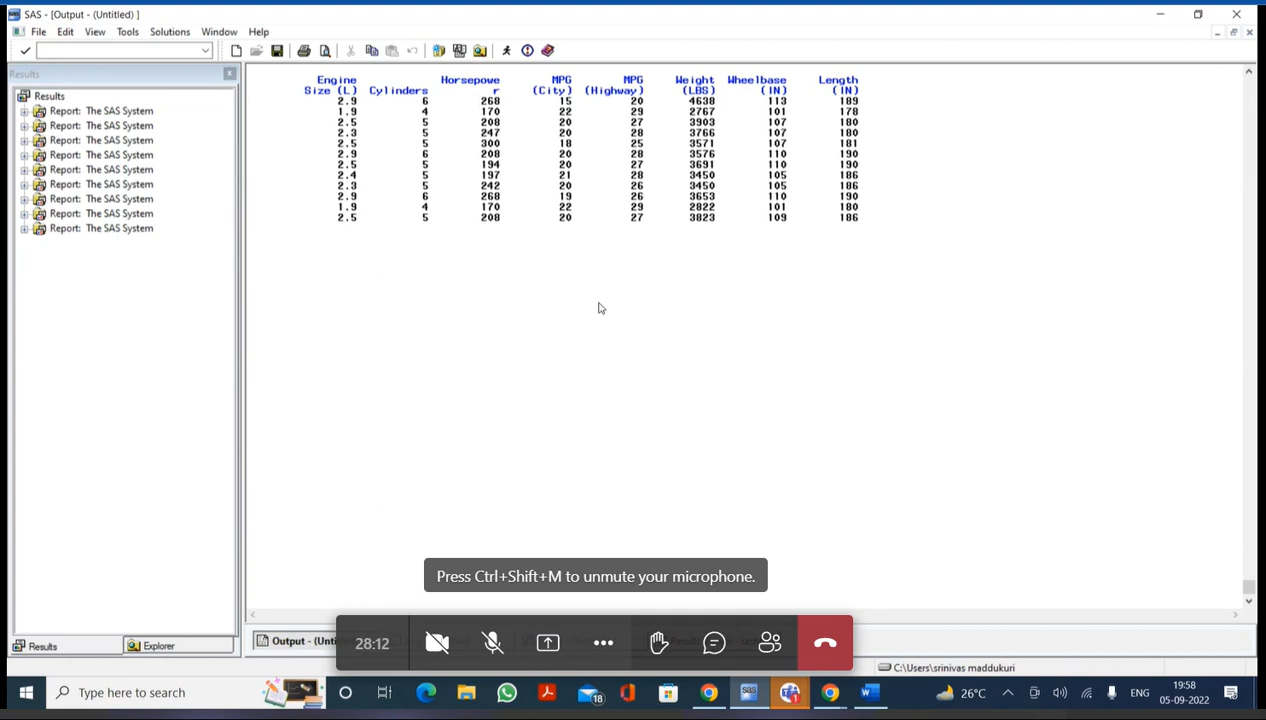 SAS - [Output - (Untitled) ]
File Edit View Tools Solutions Window Help
Results
Results
Report: The SAS System
Report: The SAS System
Report: The SAS System
Report: The SAS System
Report: The SAS System
Report: The SAS System
Report: The SAS System
Report: The SAS System
Report: The SAS System
Engine Horsepowe MPG MPG Weight Wheelbase Length
Size (L) Cylinders r (City) (Highway) (LBS) (IN) (IN)
2.9 6 268 15 20 4638 113 189
1.9 4 170 22 29 2767 101 178
2.5 5 208 20 27 3903 107 180
2.3 5 247 20 28 3766 107 180
2.5 5 300 18 25 3571 107 181
2.9 6 208 20 28 3576 110 190
2.5 5 194 20 27 3691 110 190
2.4 5 197 21 28 3450 105 186
2.3 5 242 20 26 3450 105 186
2.9 6 268 19 26 3653 110 190
1.9 4 170 22 29 2822 101 180
2.5 5 208 20 27 3823 109 186
Press Ctrl+Shift+M to unmute your microphone.
28:12
Results Explorer
Output - (Unti
C:\Users\srinivas maddukuri
Type here to search
18
SAS
1
26°C
ENG
19:58
05-09-2022